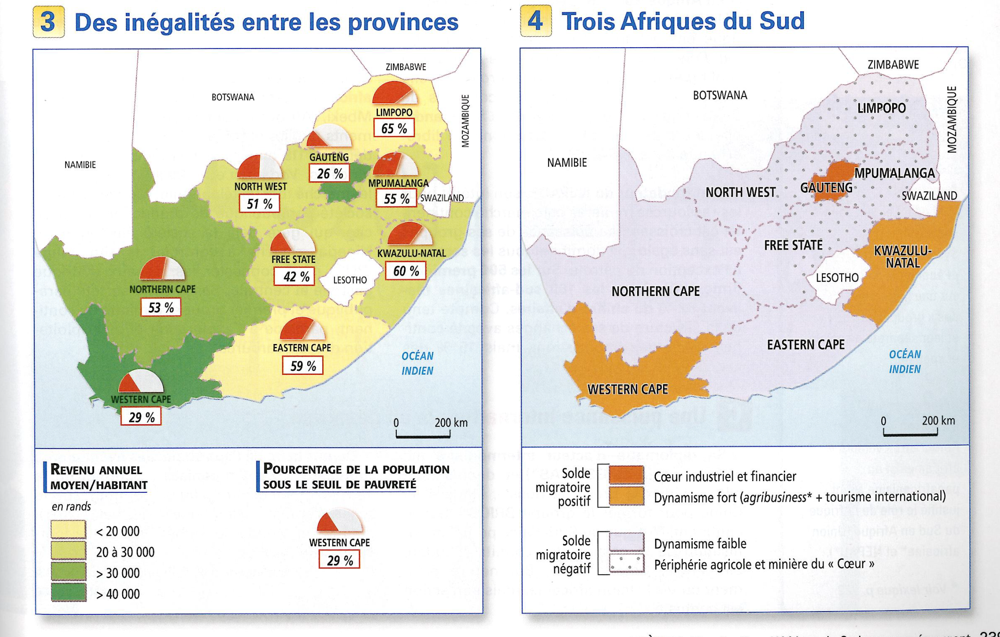 3 Des inégalités entre les provinces
ZIMBABWE
BOTSWANA
MOZAMBIQUE
NAMIBIE
LIMPOPO
65 %
GAUTENG
26 %
NORTH WEST
51 %
MPUMALANGA
55 %
SWAZILAND
FREE STATE
42 %
KWAZULU-NATAL
60 %
LESOTHO
NORTHERN CAPE
53 %
EASTERN CAPE
59 %
OCÉAN
INDIEN
WESTERN CAPE
29 %
0 200 km
REVENU ANNUEL
MOYEN/HABITANT
en rands
< 20 000
20 à 30 000
> 30 000
> 40 000
POURCENTAGE DE LA POPULATION
SOUS LE SEUIL DE PAUVRETÉ
WESTERN CAPE
29 %
4 Trois Afriques du Sud
ZIMBABWE
BOTSWANA
MOZAMBIQUE
LIMPOPO
NAMIBIE
MPUMALANGA
GAUTENG
NORTH WEST
SWAZILAND
FREE STATE
KWAZULU-
NATAL
LESOTHO
NORTHERN CAPE
EASTERN CAPE
OCÉAN
INDIEN
WESTERN CAPE
0 200 km
Solde
migratoire
positif
Cœur industriel et financier
Dynamisme fort (agribusiness* + tourisme international)
Solde
migratoire
négatif
Dynamisme faible
Périphérie agricole et minière du « Cœur »